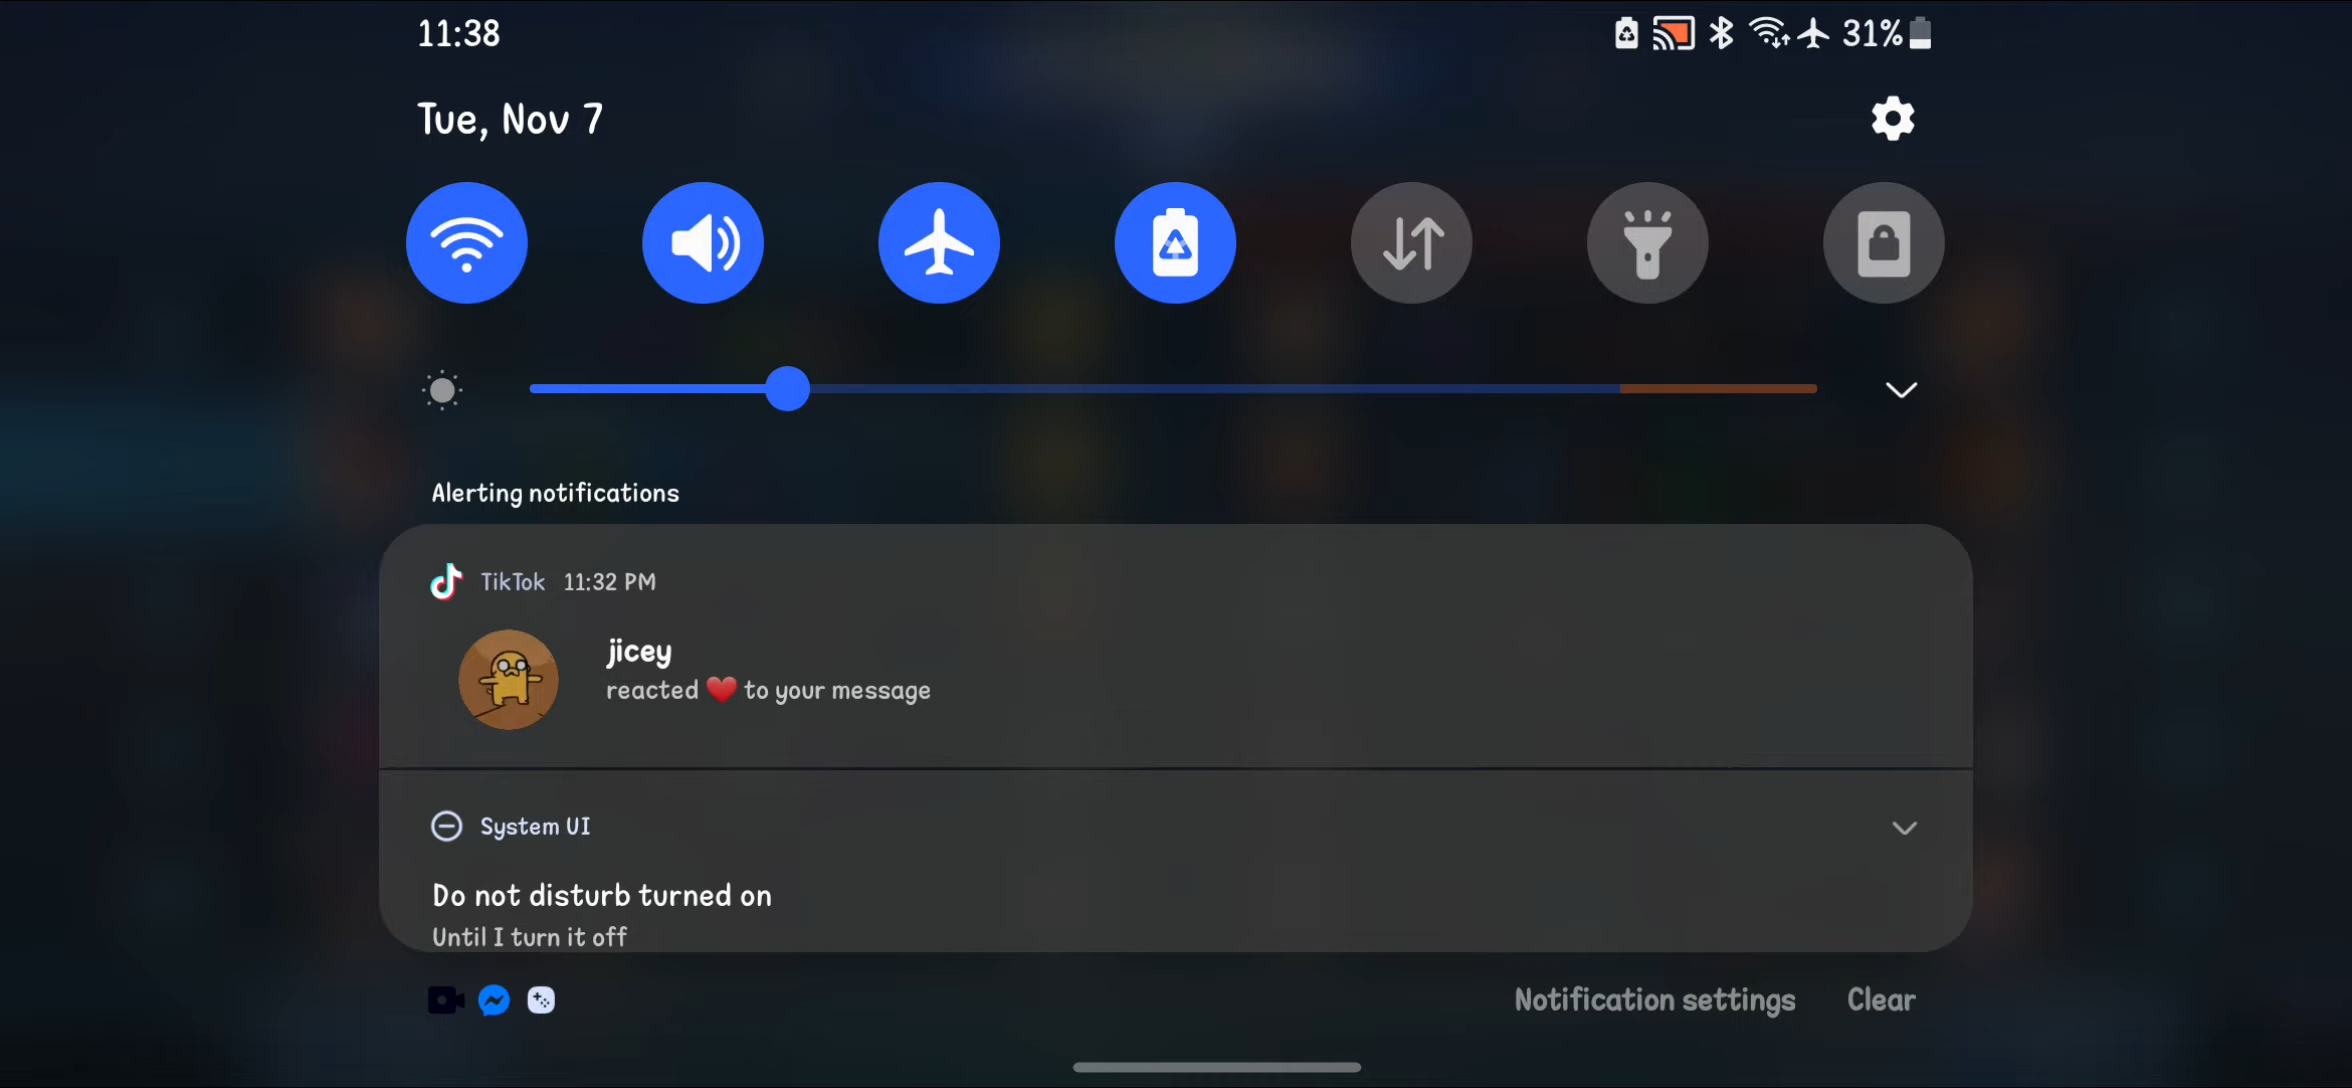 11:38
31%
Tue, Nov 7
Alerting notifications
TikTok 11:32 PM
jicey
reacted ❤️ to your message
System UI
Do not disturb turned on
Until I turn it off
Notification settings Clear